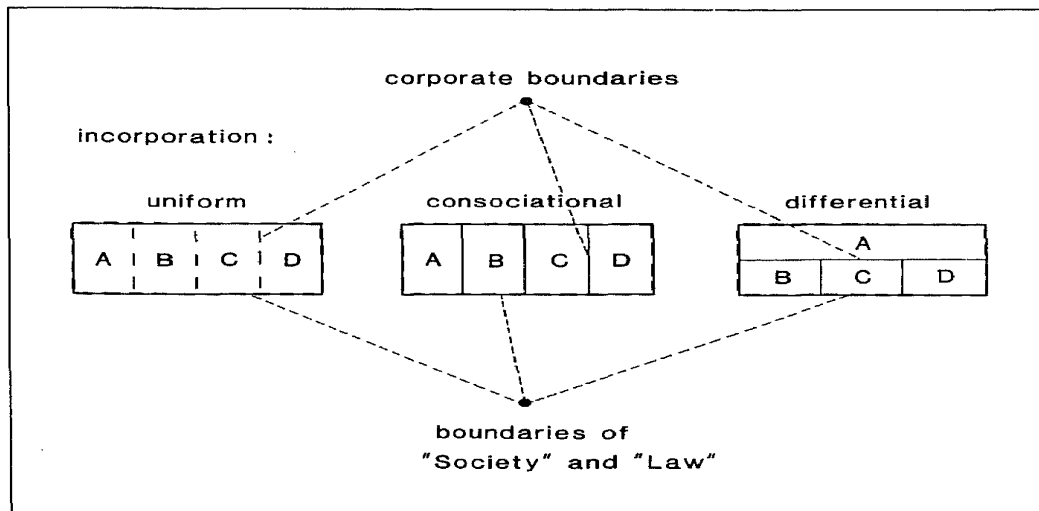 corporate boundaries
incorporation :
uniform
consociational
differential
A B C D
A B C D
A
B C D
boundaries of
"Society" and "Law"